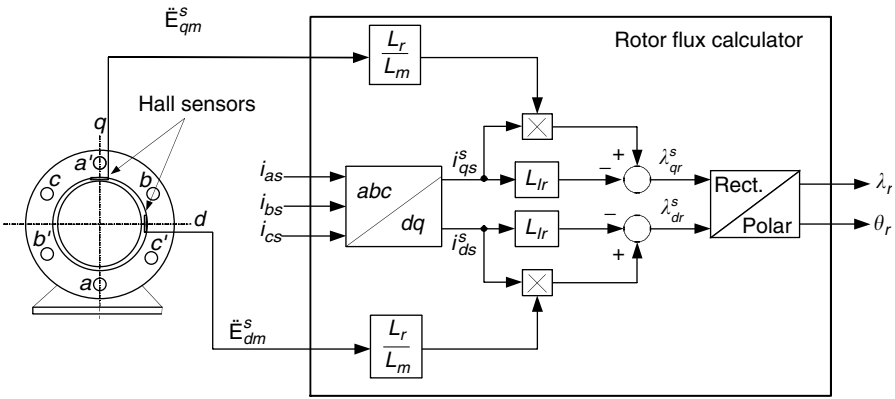 Ë^s_qm
Rotor flux calculator
L_r
L_m
Hall sensors
q
a'
c
b
d
b'
c'
a
i_as
i_bs
i_cs
abc
dq
i^s_qs
i^s_ds
L_lr
L_lr
+
−
−
+
λ^s_qr
λ^s_dr
Rect.
Polar
λ_r
θ_r
Ë^s_dm
L_r
L_m